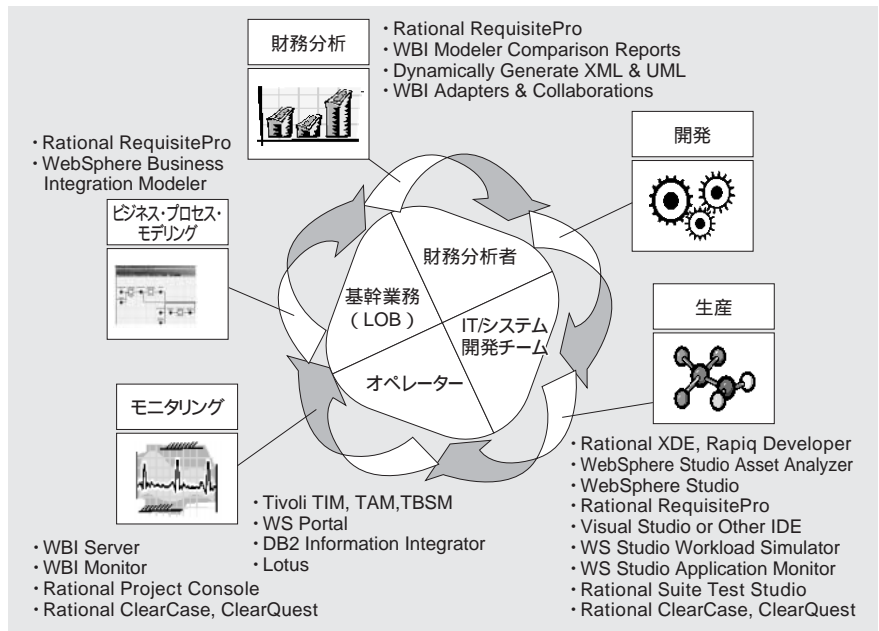 財務分析
・Rational RequisitePro
・WBI Modeler Comparison Reports
・Dynamically Generate XML & UML
・WBI Adapters & Collaborations
・Rational RequisitePro
・WebSphere Business
Integration Modeler
開発
ビジネス・プロセス・
モデリング
財務分析者
基幹業務
(LOB)
IT/システム
開発チーム
オペレーター
生産
モニタリング
・Rational XDE, Rapiq Developer
・WebSphere Studio Asset Analyzer
・WebSphere Studio
・Rational RequisitePro
・Visual Studio or Other IDE
・WS Studio Workload Simulator
・WS Studio Application Monitor
・Rational Suite Test Studio
・Rational ClearCase, ClearQuest
・Tivoli TIM, TAM,TBSM
・WS Portal
・DB2 Information Integrator
・Lotus
・WBI Server
・WBI Monitor
・Rational Project Console
・Rational ClearCase, ClearQuest